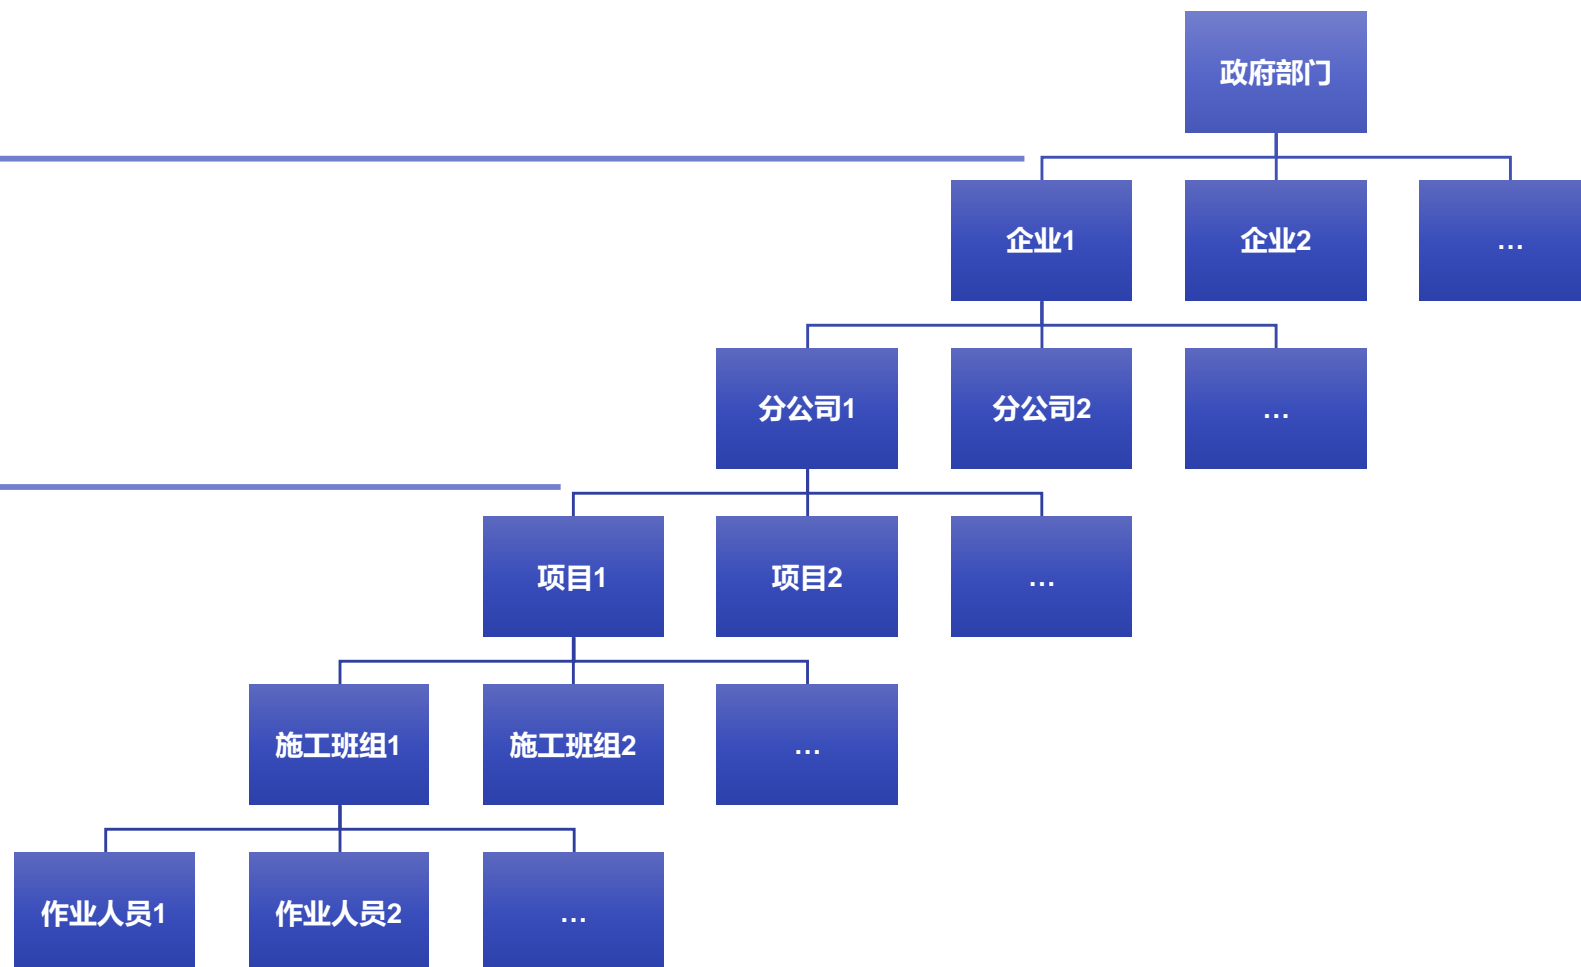 政府部门
企业1
企业2
...
分公司1
分公司2
...
项目1
项目2
...
施工班组1
施工班组2
...
作业人员1
作业人员2
...